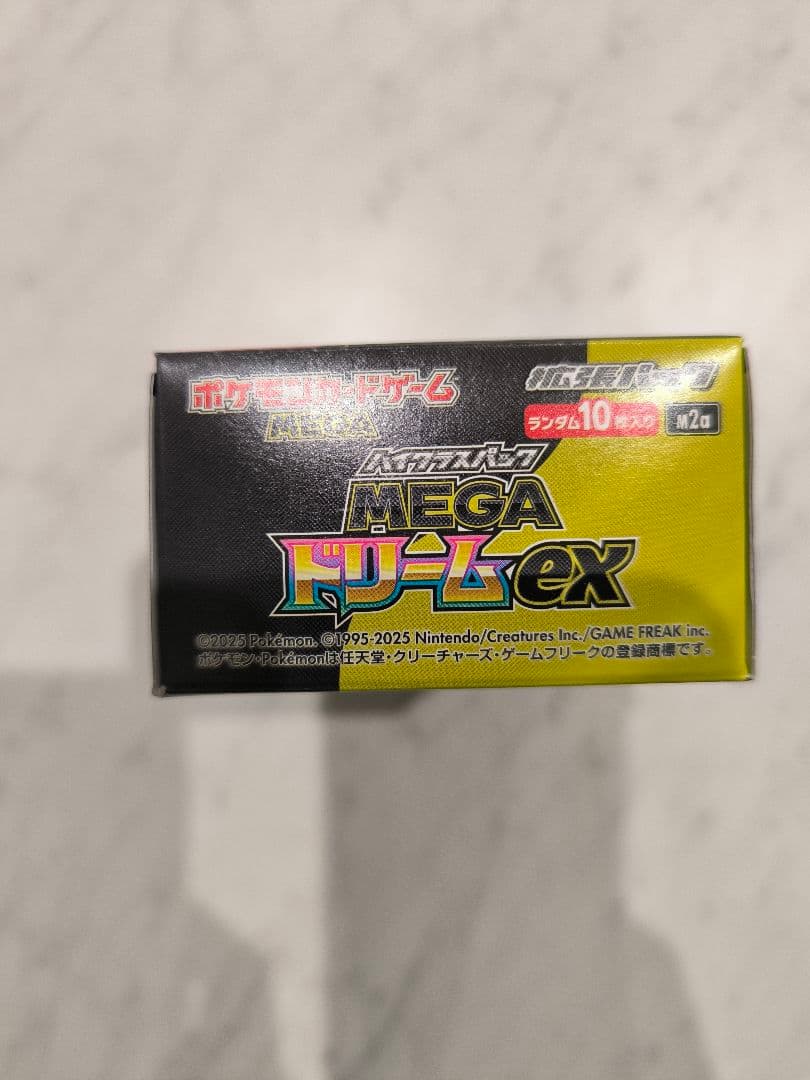 ポケモンカードゲーム
MEGA
拡張パック
ランダム10枚入り
M2a
ハイクラスパック
MEGA
ドリームex
©2025 Pokémon. ©1995-2025 Nintendo/Creatures Inc./GAME FREAK inc.
ポケモン・Pokémonは任天堂・クリーチャーズ・ゲームフリークの登録商標です。